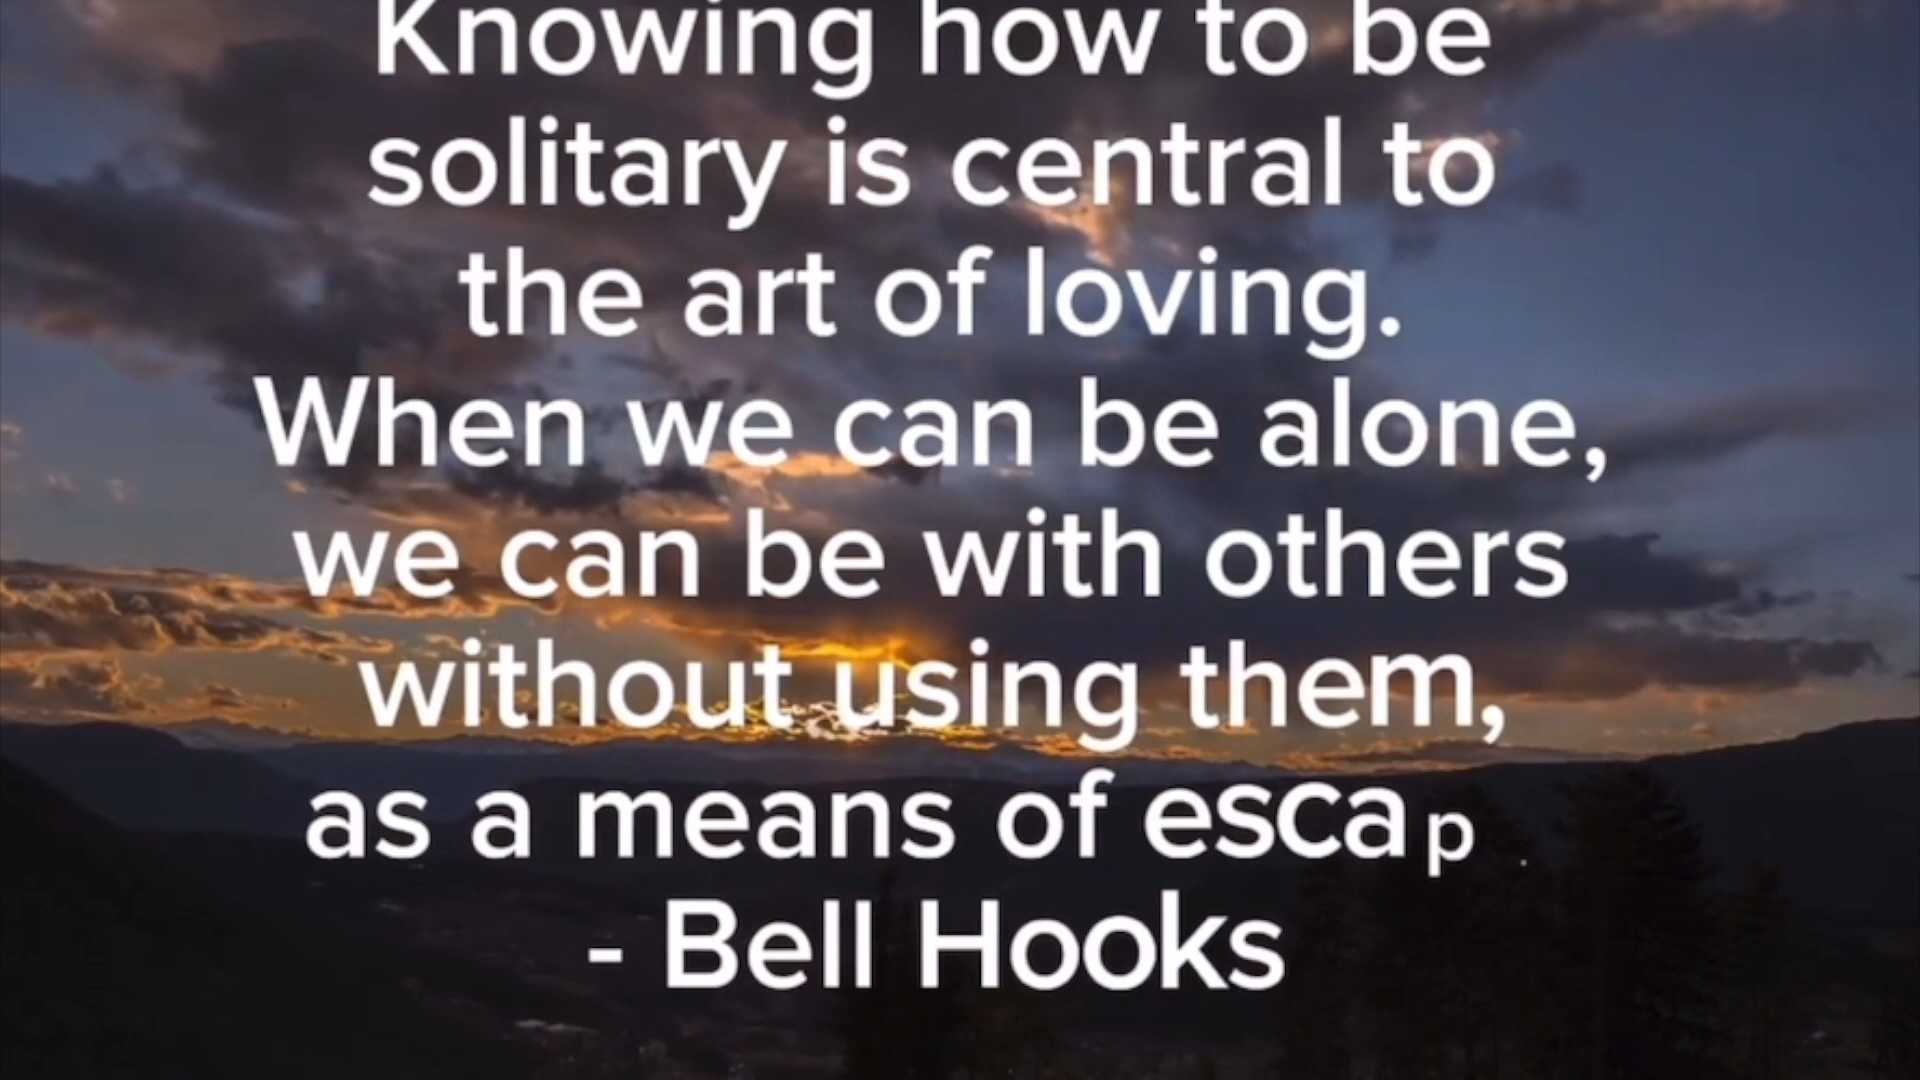 Knowing how to be
solitary is central to
the art of loving.
When we can be alone,
we can be with others
without using them,
as a means of escap .
- Bell Hooks